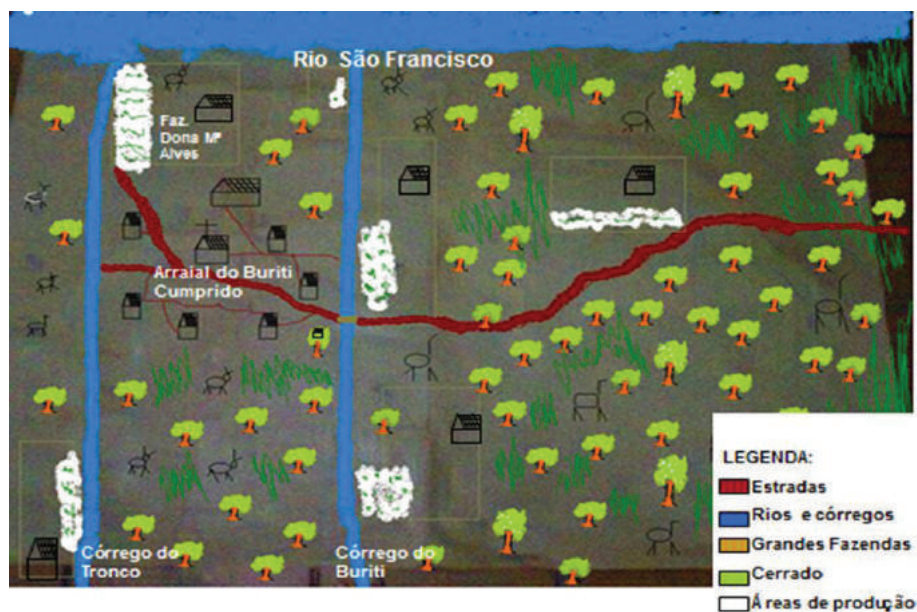 Rio São Francisco
Faz.
Dona Mª
Alves
Arraial do Buriti
Cumprido
Córrego do
Tronco
Córrego do
Buriti
LEGENDA:
Estradas
Rios e córregos
Grandes Fazendas
Cerrado
Áreas de produção